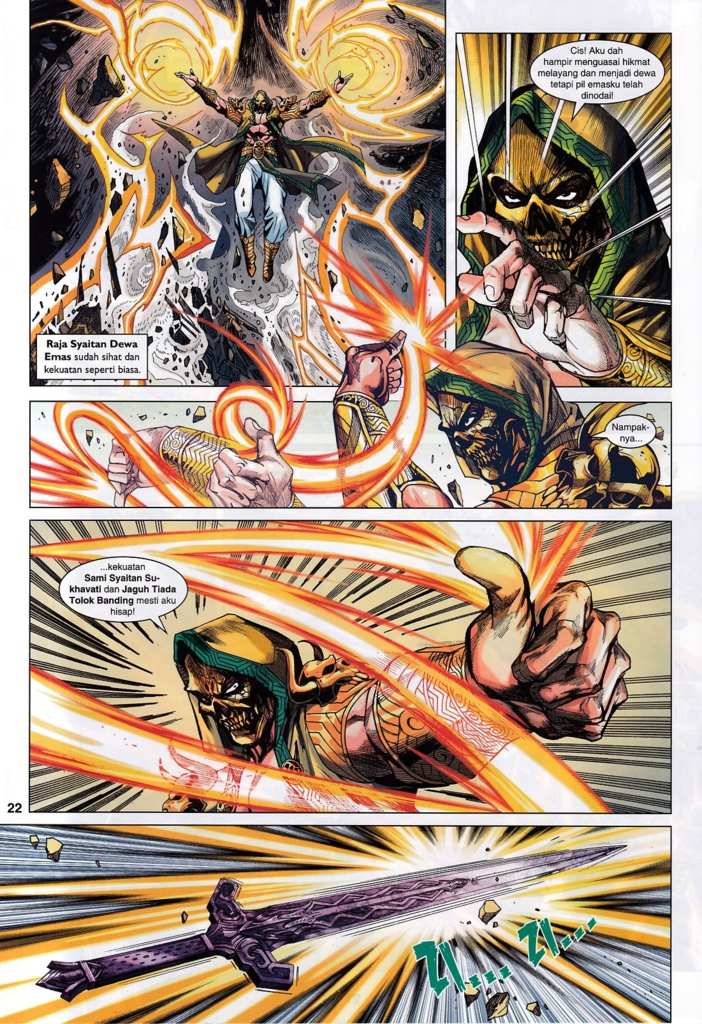 Raja Syaitan Dewa
Emas sudah sihat dan
kekuatan seperti biasa.
Cis! Aku dah
hampir menguasai hikmat
melayang dan menjadi dewa
tetapi pil emasku telah
dinodai!
Nampak-
nya...
...kekuatan
Sami Syaitan Su-
khavati dan Jaguh Tiada
Tolok Banding mesti aku
hisap!
22
ZI... ZI...